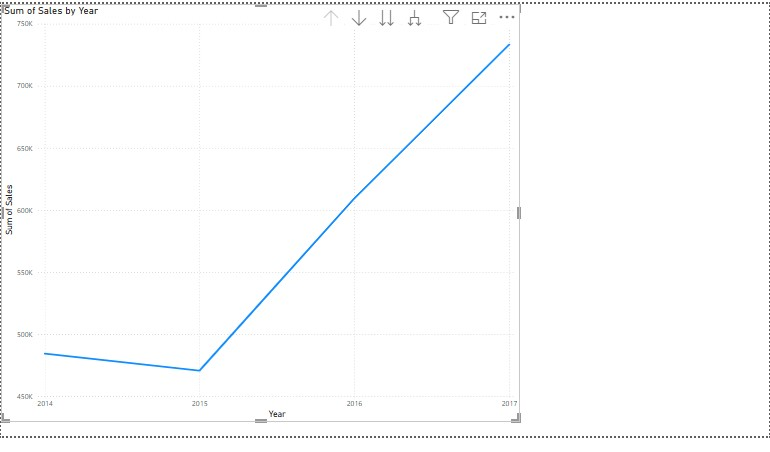 Sum of Sales by Year
750K
700K
650K
600K
550K
500K
450K
Sum of Sales
2014 2015 2016 2017
Year